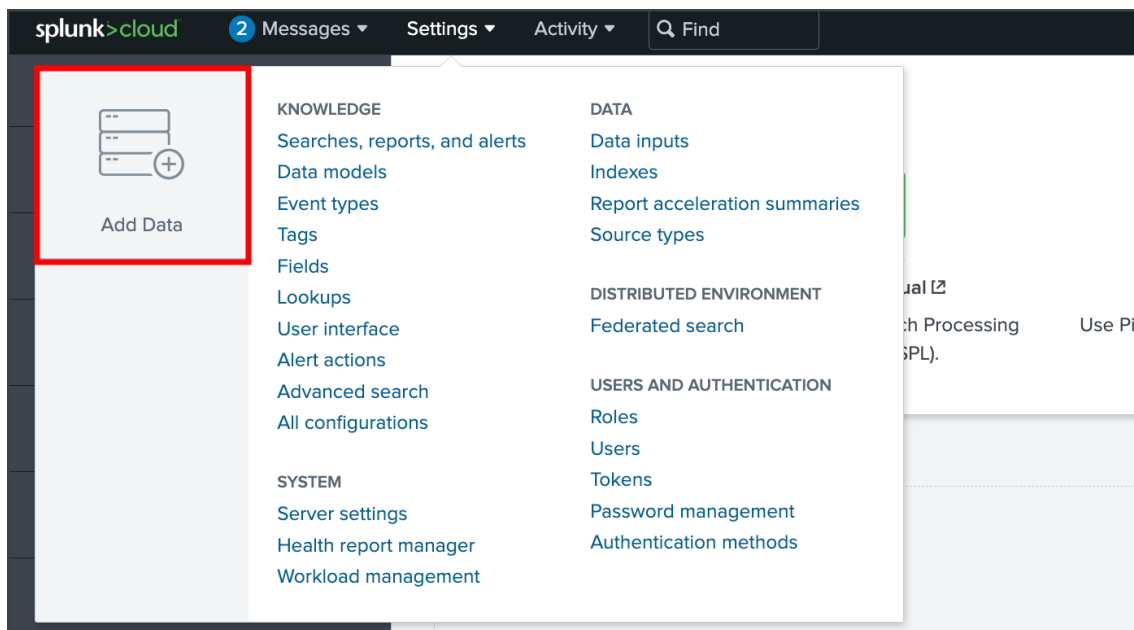 splunk>cloud 2 Messages Settings Activity Find
Add Data
KNOWLEDGE
Searches, reports, and alerts
Data models
Event types
Tags
Fields
Lookups
User interface
Alert actions
Advanced search
All configurations
SYSTEM
Server settings
Health report manager
Workload management
DATA
Data inputs
Indexes
Report acceleration summaries
Source types
DISTRIBUTED ENVIRONMENT
Federated search
USERS AND AUTHENTICATION
Roles
Users
Tokens
Password management
Authentication methods
Processing
Use
SPL).